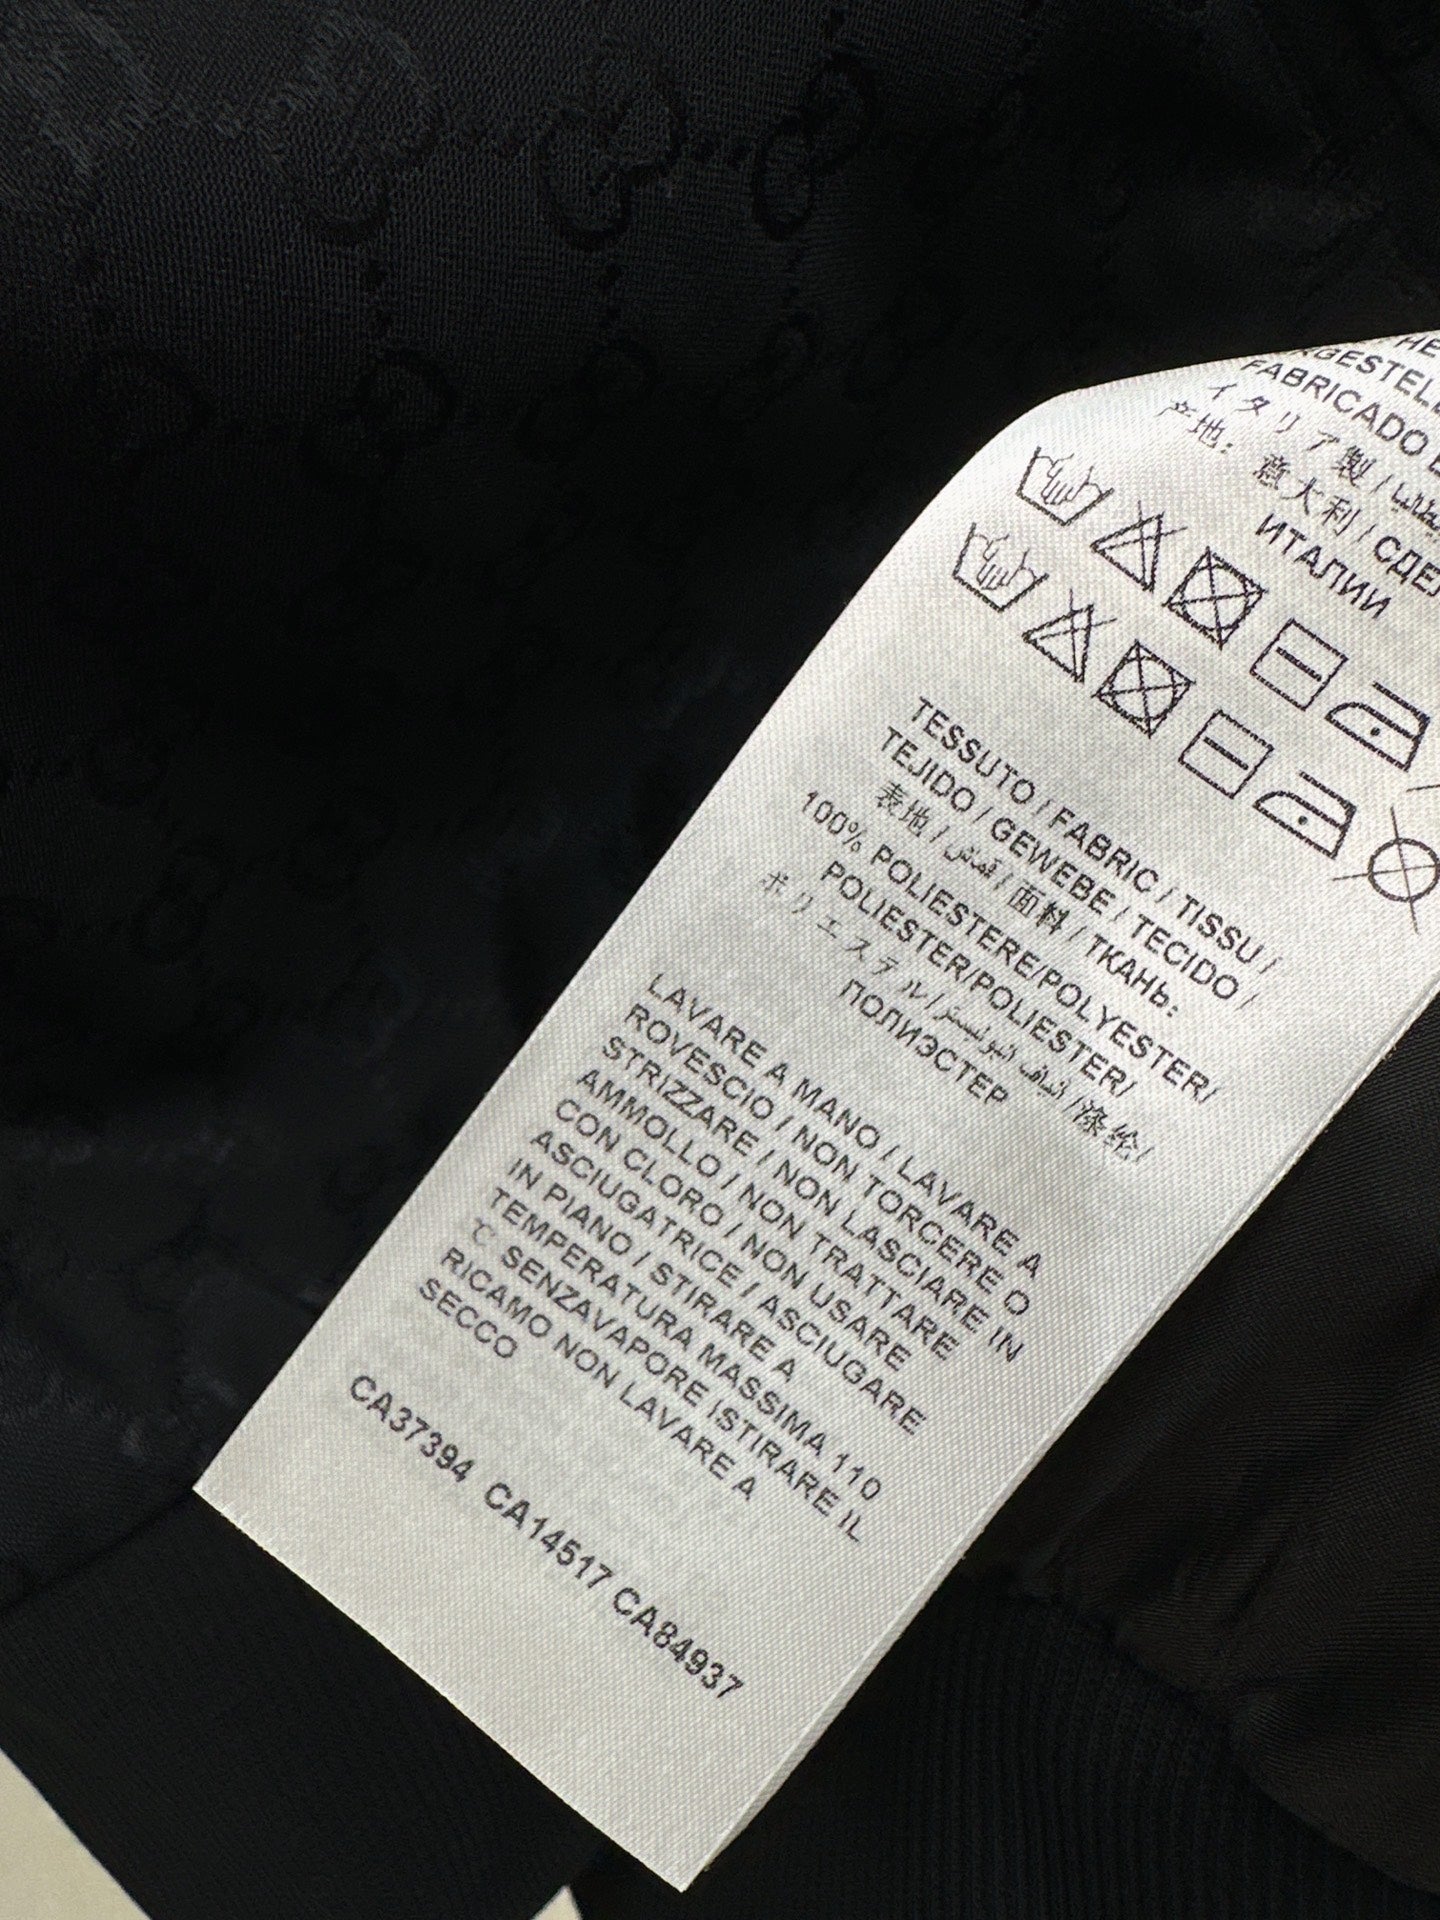 FABRICADO E
イタリア製 /
产地: 意大利 /
ИТАЛИИ
TESSUTO / FABRIC / TISSU /
TEJIDO / GEWEBE / TECIDO /
表地 / قماش / 面料 / ТКАНЬ:
100% POLIESTERE/POLYESTER/
POLIESTER/POLIESTER/
ポリエステル/ /涤纶/
ПОЛИЭСТЕР
LAVARE A MANO / LAVARE A
ROVESCIO / NON TORCERE O
STRIZZARE / NON LASCIARE IN
AMMOLLO / NON TRATTARE
CON CLORO / NON USARE
ASCIUGATRICE / ASCIUGARE
IN PIANO / STIRARE A
TEMPERATURA MASSIMA 110
℃ SENZAVAPORE ISTIRARE IL
RICAMO NON LAVARE A
SECCO
CA37394 CA14517 CA84937